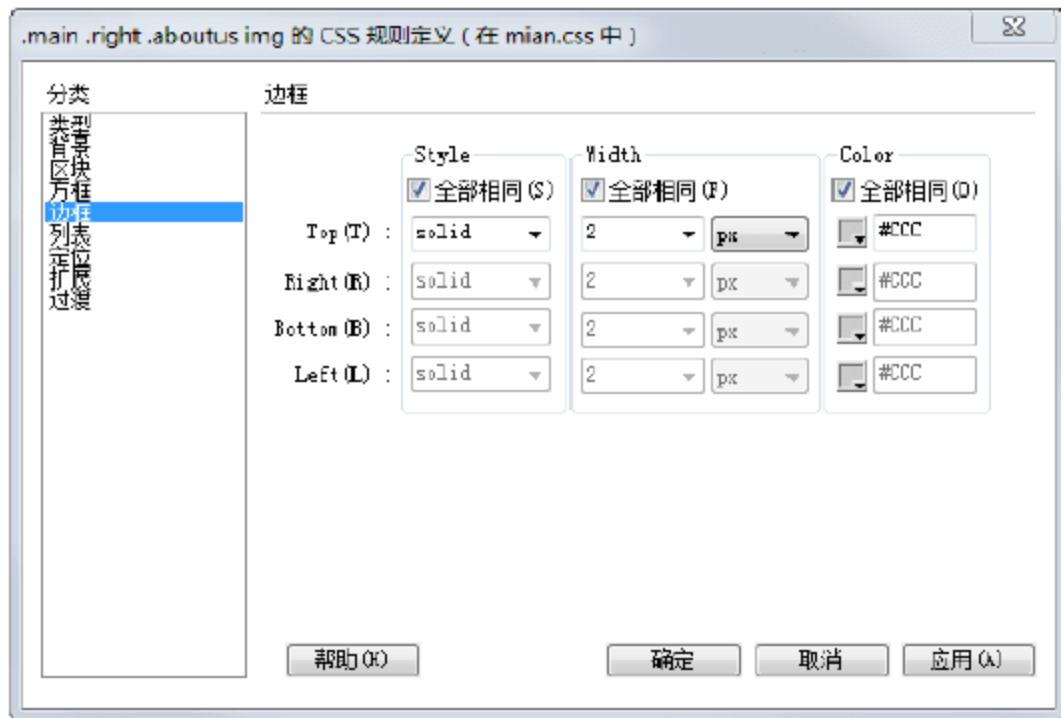 .main .right .aboutus img 的 CSS 规则定义 ( 在 mian.css 中 )
分类
类型
背景
区块
方框
边框
列表
定位
扩展
过渡
边框
Style Width Color
全部相同(S) 全部相同(F) 全部相同(O)
Top(T) : solid 2 px #CCC
Right(R) : solid 2 px #CCC
Bottom(B) : solid 2 px #CCC
Left(L) : solid 2 px #CCC
帮助(H) 确定 取消 应用(A)